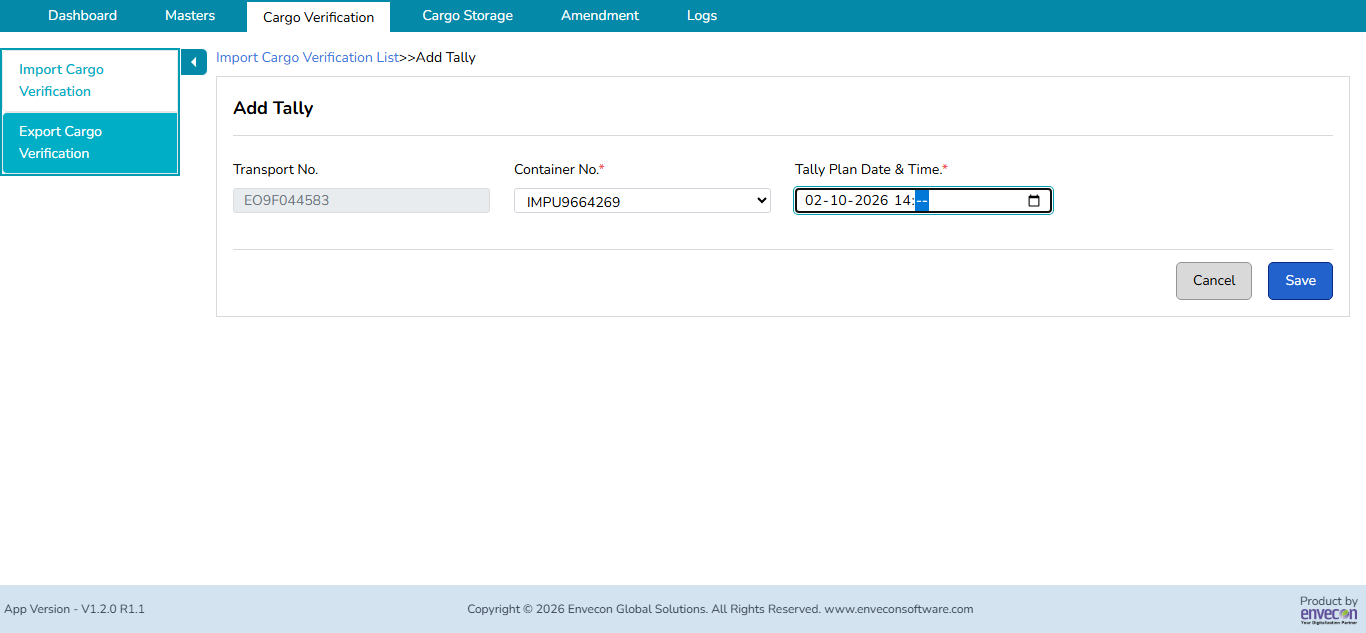 Dashboard Masters Cargo Verification Cargo Storage Amendment Logs
Import Cargo
Verification
Export Cargo
Verification
Import Cargo Verification List>>Add Tally
Add Tally
Transport No. Container No.* Tally Plan Date & Time.*
EO9F044583 IMPU9664269 02-10-2026 14:--
Cancel Save
App Version - V1.2.0 R1.1 Copyright © 2026 Envecon Global Solutions. All Rights Reserved. www.enveconsoftware.com
Product by
envecon
Your Digitalization Partner